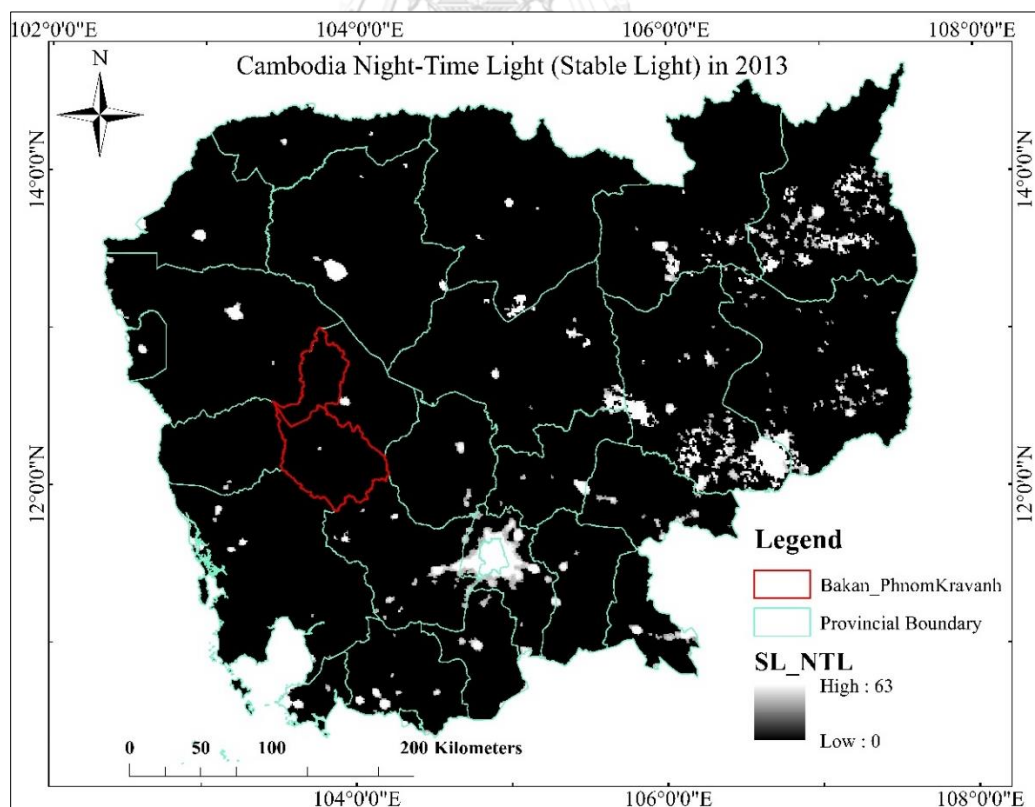 102°0'0"E 104°0'0"E 106°0'0"E 108°0'0"E
N
Cambodia Night-Time Light (Stable Light) in 2013
14°0'0"N 14°0'0"N
12°0'0"N 12°0'0"N
Legend
Bakan_PhnomKravanh
Provincial Boundary
SL_NTL
High : 63
Low : 0
0 50 100 200 Kilometers
104°0'0"E 106°0'0"E 108°0'0"E